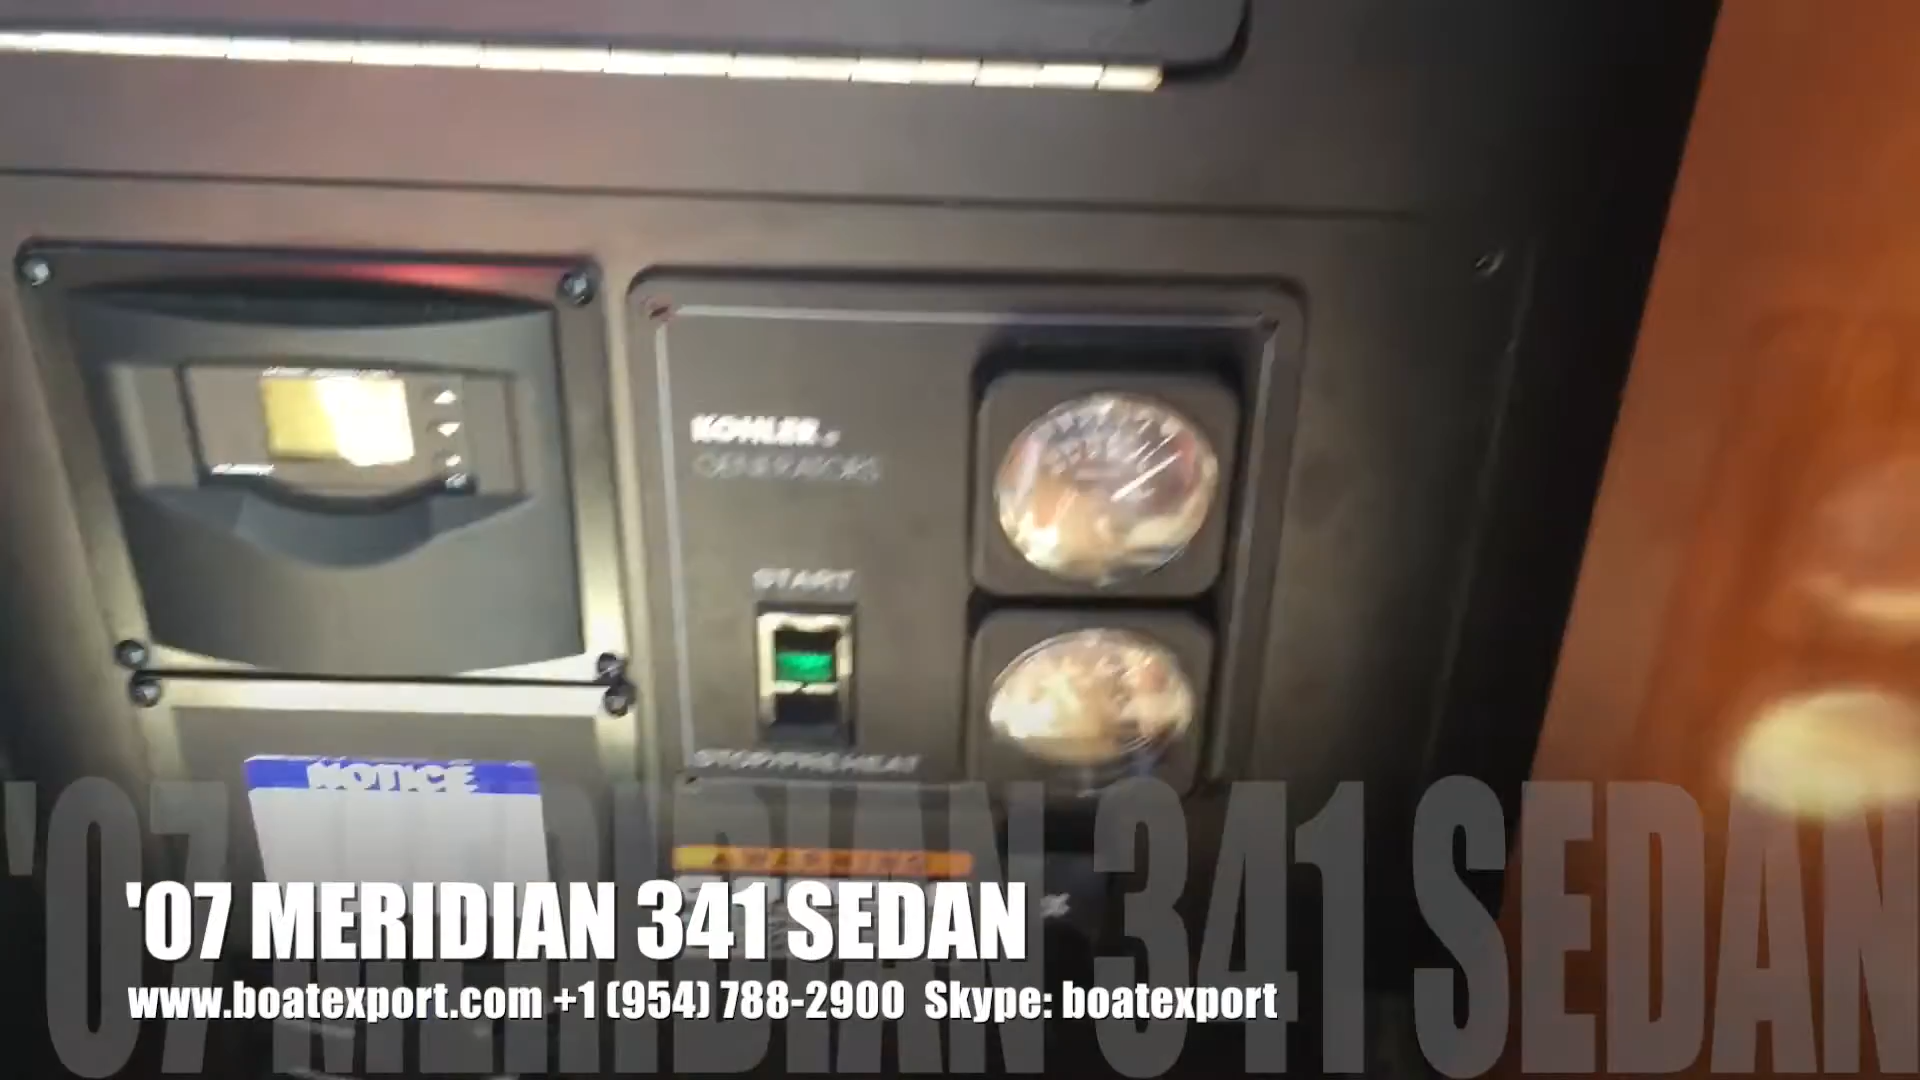 KOHLER
GENERATORS
START
STOP/PREHEAT
NOTICE
WARNING
'07 MERIDIAN 341 SEDAN
'07 MERIDIAN 341 SEDAN
www.boatexport.com +1 (954) 788-2900 Skype: boatexport